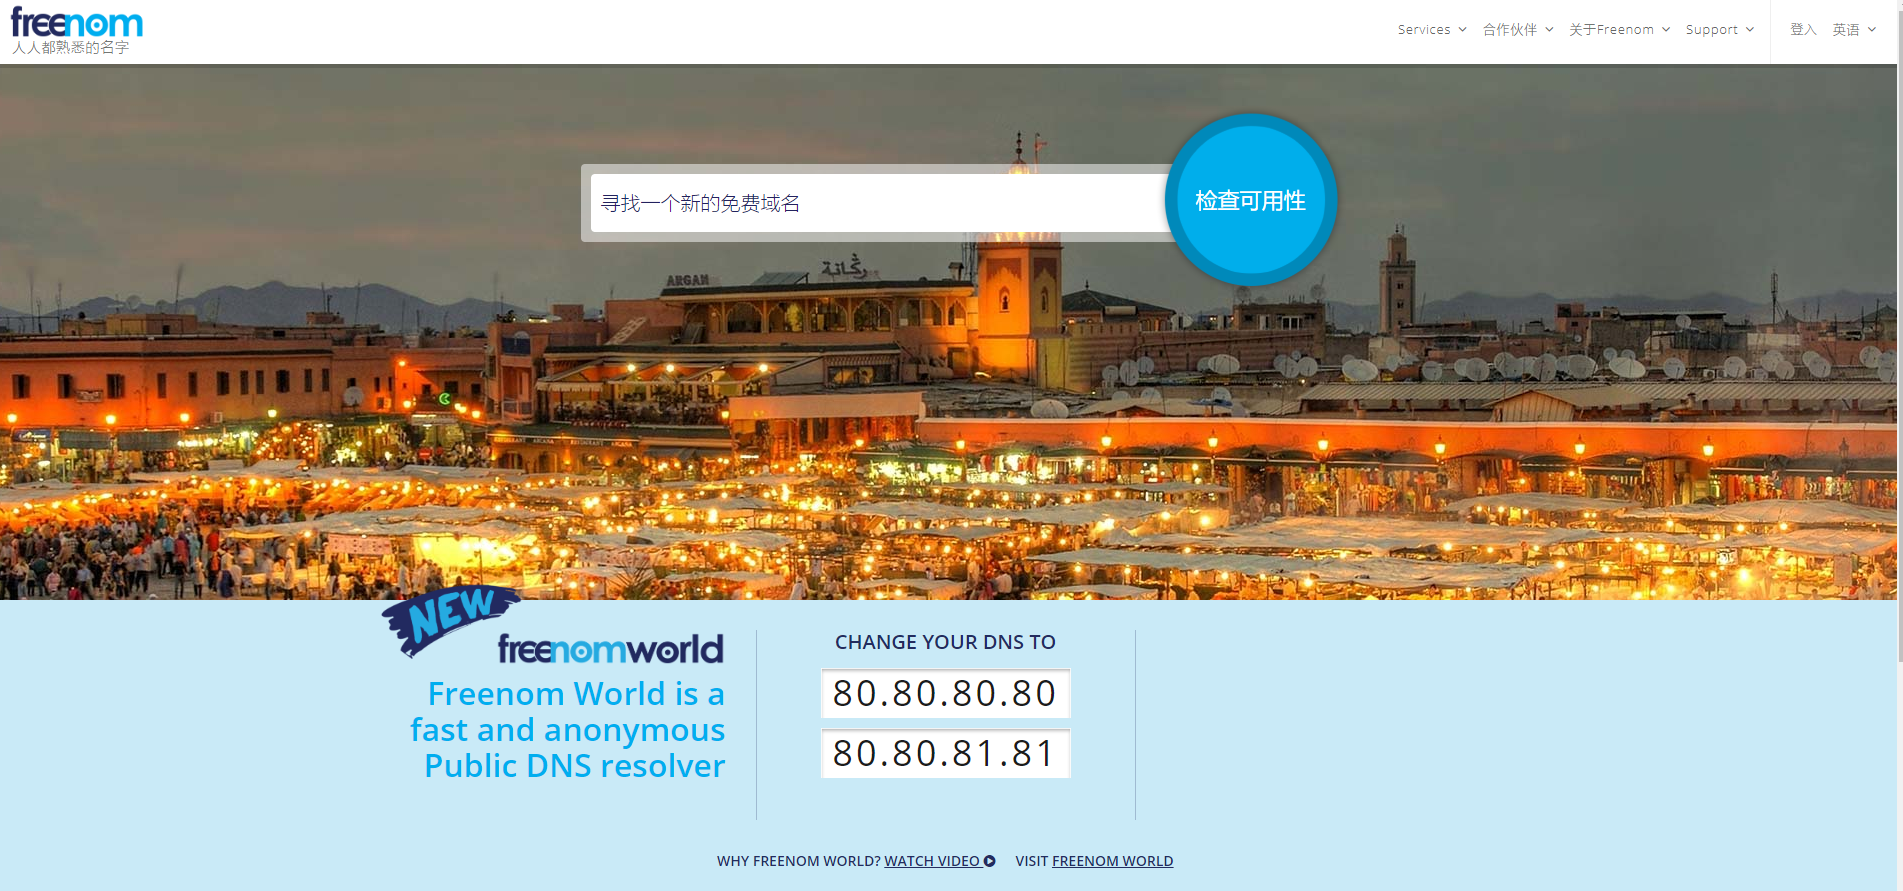 freenom
人人都熟悉的名字
Services
合作伙伴
关于Freenom
Support
登入
英语
寻找一个新的免费域名
检查可用性
ARGAN
NEW
freenomworld
Freenom World is a
fast and anonymous
Public DNS resolver
CHANGE YOUR DNS TO
80.80.80.80
80.80.81.81
WHY FREENOM WORLD? WATCH VIDEO
VISIT FREENOM WORLD